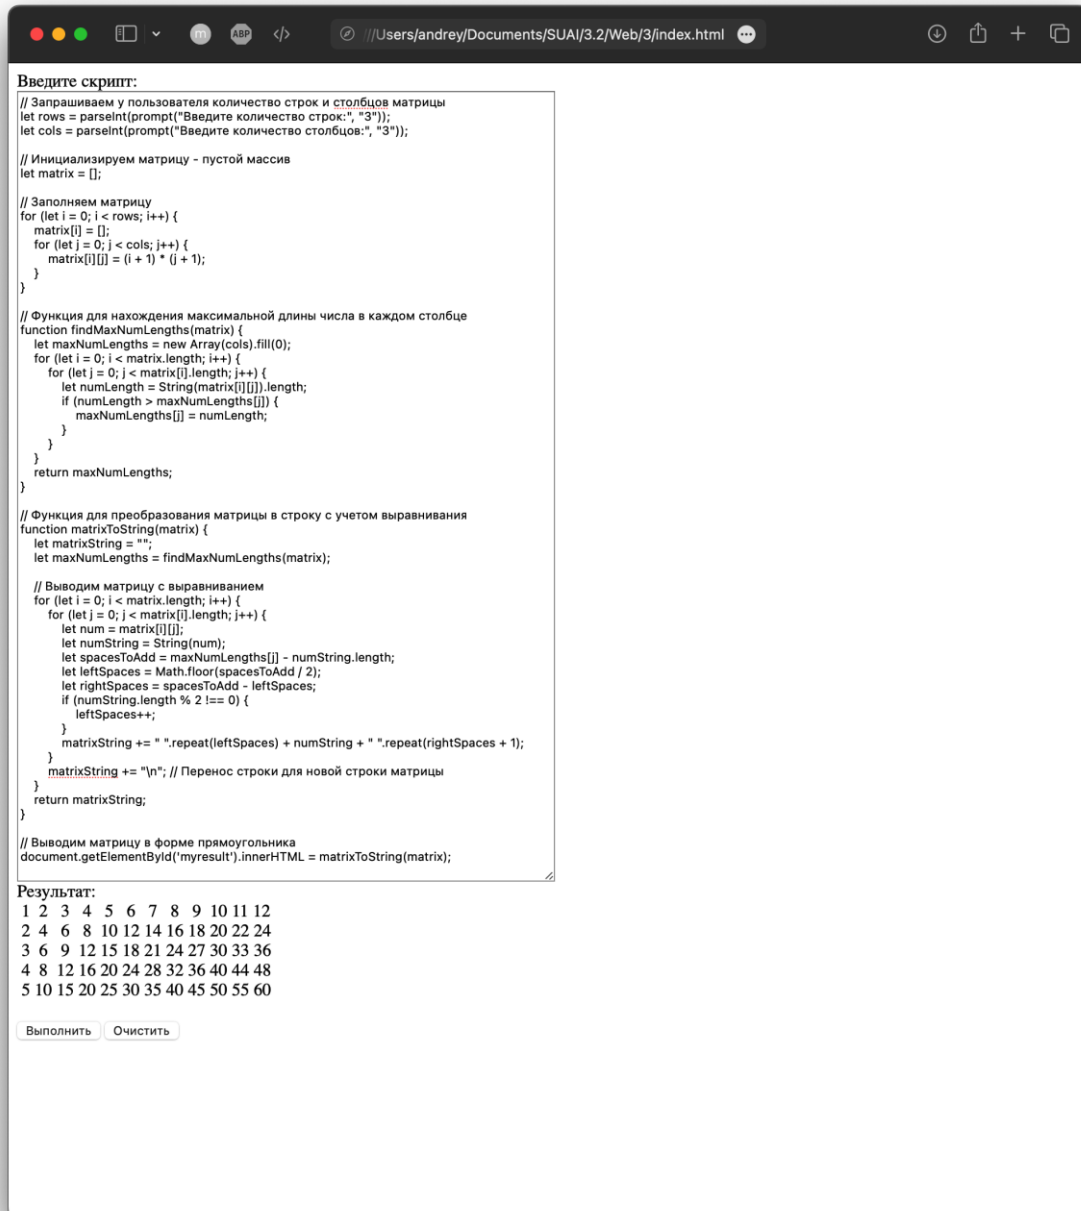 m
ABP
</>
///Users/andrey/Documents/SUAI/3.2/Web/3/index.html
Введите скрипт:
// Запрашиваем у пользователя количество строк и столбцов матрицы
let rows = parseInt(prompt("Введите количество строк:", "3"));
let cols = parseInt(prompt("Введите количество столбцов:", "3"));
// Инициализируем матрицу - пустой массив
let matrix = [];
// Заполняем матрицу
for (let i = 0; i < rows; i++) {
matrix[i] = [];
for (let j = 0; j < cols; j++) {
matrix[i][j] = (i + 1) * (j + 1);
}
}
// Функция для нахождения максимальной длины числа в каждом столбце
function findMaxNumLengths(matrix) {
let maxNumLengths = new Array(cols).fill(0);
for (let i = 0; i < matrix.length; i++) {
for (let j = 0; j < matrix[i].length; j++) {
let numLength = String(matrix[i][j]).length;
if (numLength > maxNumLengths[j]) {
maxNumLengths[j] = numLength;
}
}
}
return maxNumLengths;
}
// Функция для преобразования матрицы в строку с учетом выравнивания
function matrixToString(matrix) {
let matrixString = "";
let maxNumLengths = findMaxNumLengths(matrix);
// Выводим матрицу с выравниванием
for (let i = 0; i < matrix.length; i++) {
for (let j = 0; j < matrix[i].length; j++) {
let num = matrix[i][j];
let numString = String(num);
let spacesToAdd = maxNumLengths[j] - numString.length;
let leftSpaces = Math.floor(spacesToAdd / 2);
let rightSpaces = spacesToAdd - leftSpaces;
if (numString.length % 2 !== 0) {
leftSpaces++;
}
matrixString += " ".repeat(leftSpaces) + numString + " ".repeat(rightSpaces + 1);
}
matrixString += "\n"; // Перенос строки для новой строки матрицы
}
return matrixString;
}
// Выводим матрицу в форме прямоугольника
document.getElementById('myresult').innerHTML = matrixToString(matrix);
Результат:
1 2 3 4 5 6 7 8 9 10 11 12
2 4 6 8 10 12 14 16 18 20 22 24
3 6 9 12 15 18 21 24 27 30 33 36
4 8 12 16 20 24 28 32 36 40 44 48
5 10 15 20 25 30 35 40 45 50 55 60
Выполнить Очистить